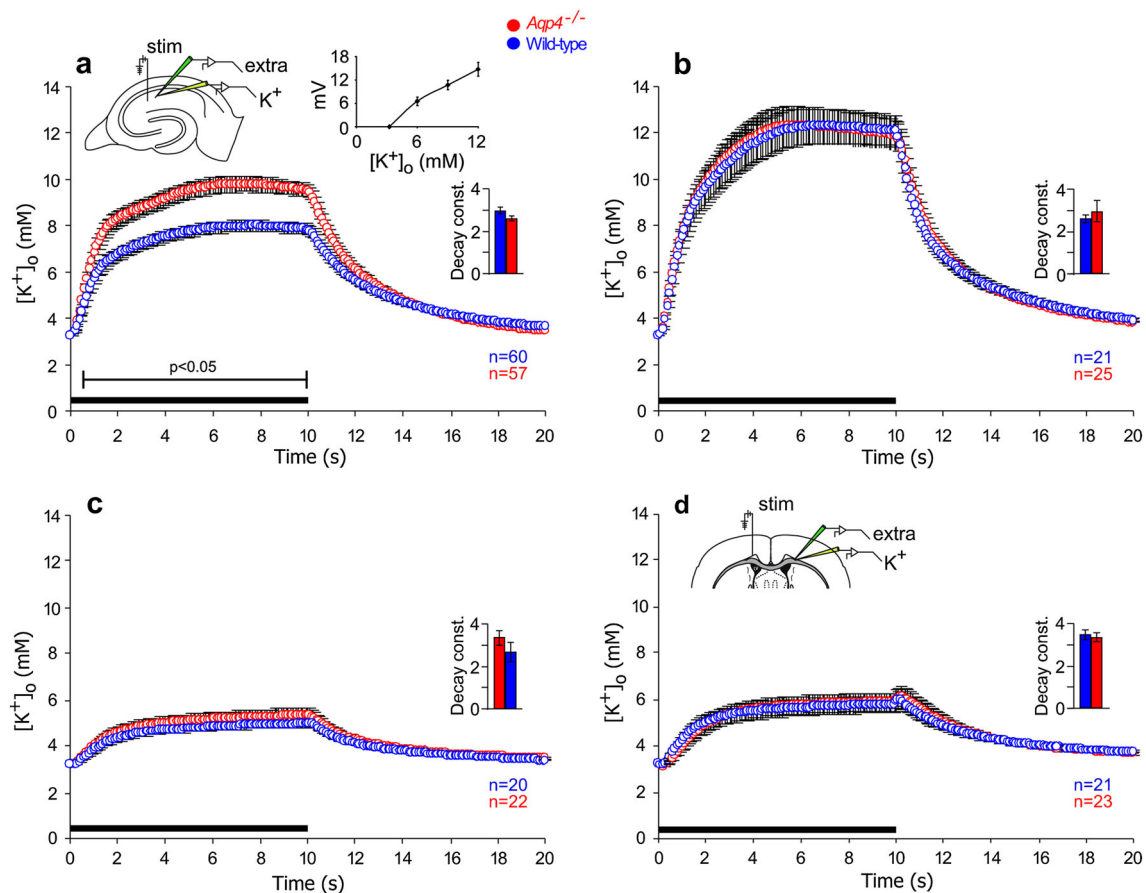 Aqp4-/-
Wild-type
a
stim
extra
K+
18
12
6
0
mV
0
6
12
[K+]o (mM)
14
12
10
8
6
4
2
0
[K+]o (mM)
4
2
0
Decay const.
n=60
n=57
p<0.05
0 2 4 6 8 10 12 14 16 18 20
Time (s)
b
14
12
10
8
6
4
2
0
[K+]o (mM)
4
2
0
Decay const.
n=21
n=25
0 2 4 6 8 10 12 14 16 18 20
Time (s)
c
14
12
10
8
6
4
2
0
[K+]o (mM)
4
2
0
Decay const.
n=20
n=22
0 2 4 6 8 10 12 14 16 18 20
Time (s)
d
stim
extra
K+
14
12
10
8
6
4
2
0
[K+]o (mM)
4
2
0
Decay const.
n=21
n=23
0 2 4 6 8 10 12 14 16 18 20
Time (s)